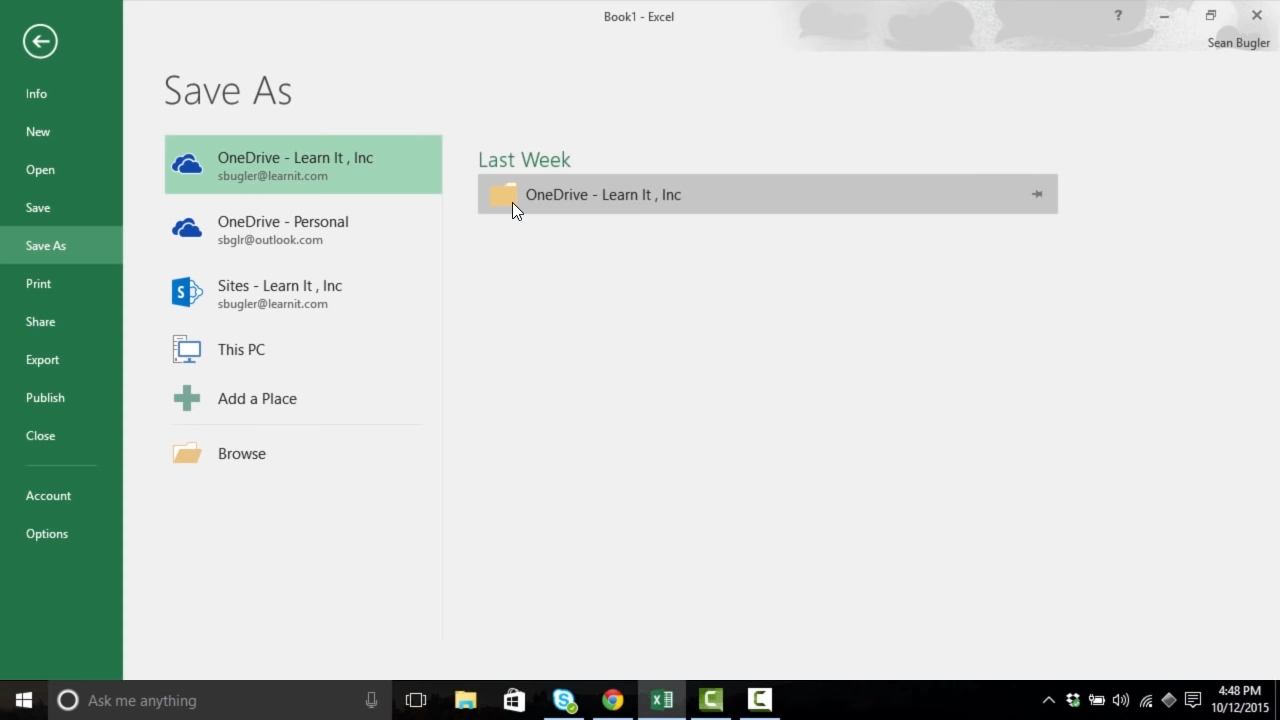 Book1 - Excel
?
Sean Bugler
Info
New
Open
Save
Save As
Print
Share
Export
Publish
Close
Account
Options
Save As
OneDrive - Learn It , Inc
sbugler@learnit.com
OneDrive - Personal
sbglr@outlook.com
S
Sites - Learn It , Inc
sbugler@learnit.com
This PC
Add a Place
Browse
Last Week
OneDrive - Learn It , Inc
Ask me anything
4:48 PM
10/12/2015